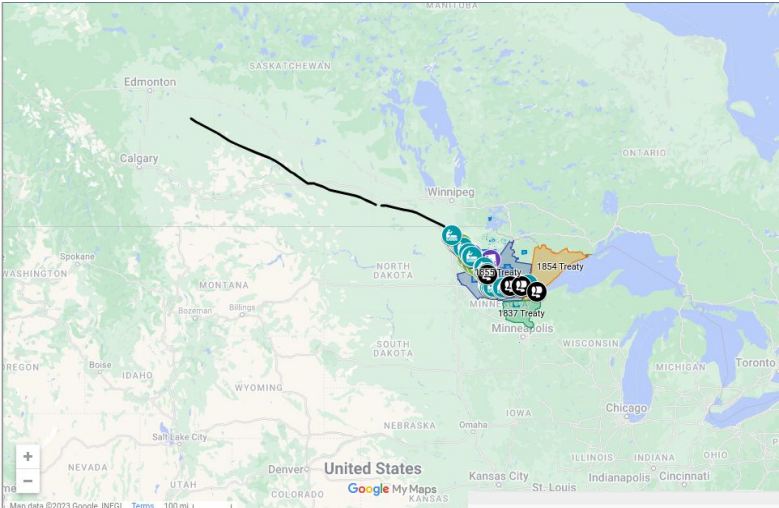 MANITOBA
SASKATCHEWAN
Edmonton
Calgary
ONTARIO
Winnipeg
Spokane
WASHINGTON
NORTH
DAKOTA
1855 Treaty
1854 Treaty
MONTANA
MINNE
1837 Treaty
Bozeman
Billings
Minneapolis
SOUTH
DAKOTA
WISCONSIN
OREGON
Boise
IDAHO
MICHIGAN
Toronto
WYOMING
Chicago
IOWA
NEBRASKA
Omaha
Salt Lake City
ILLINOIS
INDIANA
OHIO
NEVADA
Denver
United States
UTAH
COLORADO
Kansas City
Indianapolis
Cincinnati
St. Louis
KANSAS
Google My Maps
+
−
Map data ©2023 Google, INEGI
Terms
100 mi